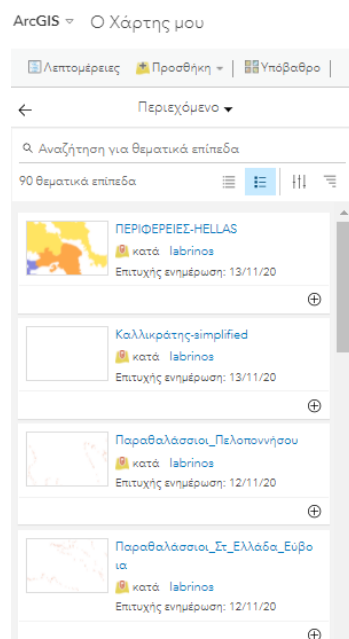 ArcGIS Ο Χάρτης μου
Λεπτομέρειες Προσθήκη Υπόβαθρο
Περιεχόμενο
Αναζήτηση για θεματικά επίπεδα
90 θεματικά επίπεδα
ΠΕΡΙΦΕΡΕΙΕΣ-HELLAS
κατά labrinos
Επιτυχής ενημέρωση: 13/11/20
Καλλικράτης-simplified
κατά labrinos
Επιτυχής ενημέρωση: 13/11/20
Παραθαλάσσιοι_Πελοποννήσου
κατά labrinos
Επιτυχής ενημέρωση: 12/11/20
Παραθαλάσσιοι_Στ_Ελλάδα_Εύβο
ια
κατά labrinos
Επιτυχής ενημέρωση: 12/11/20